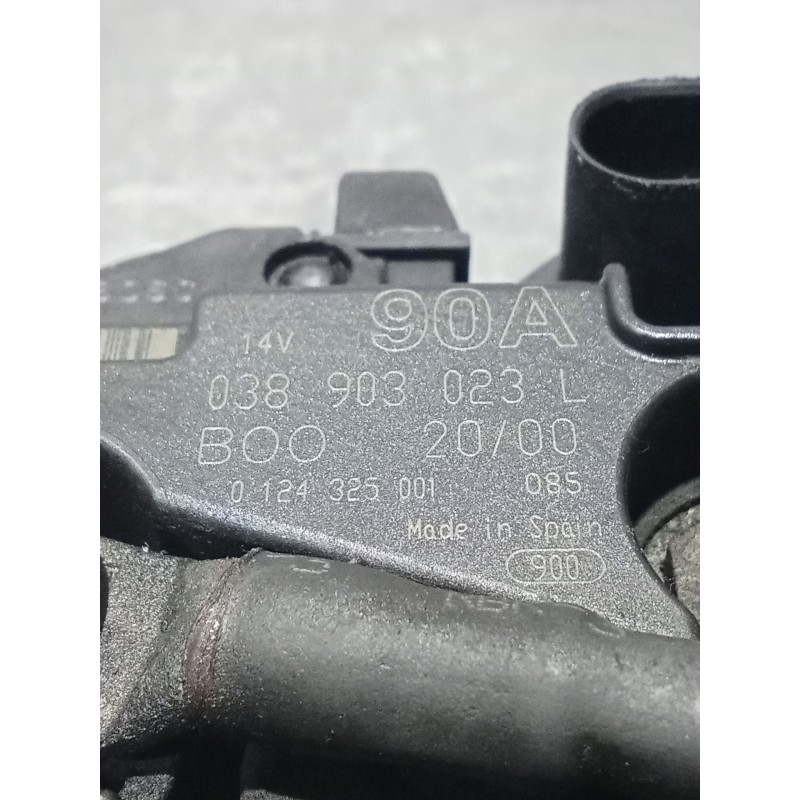 90A
14V
038 903 023 L
BOO 20/00
0 124 325 001 085
Made in Spain
900